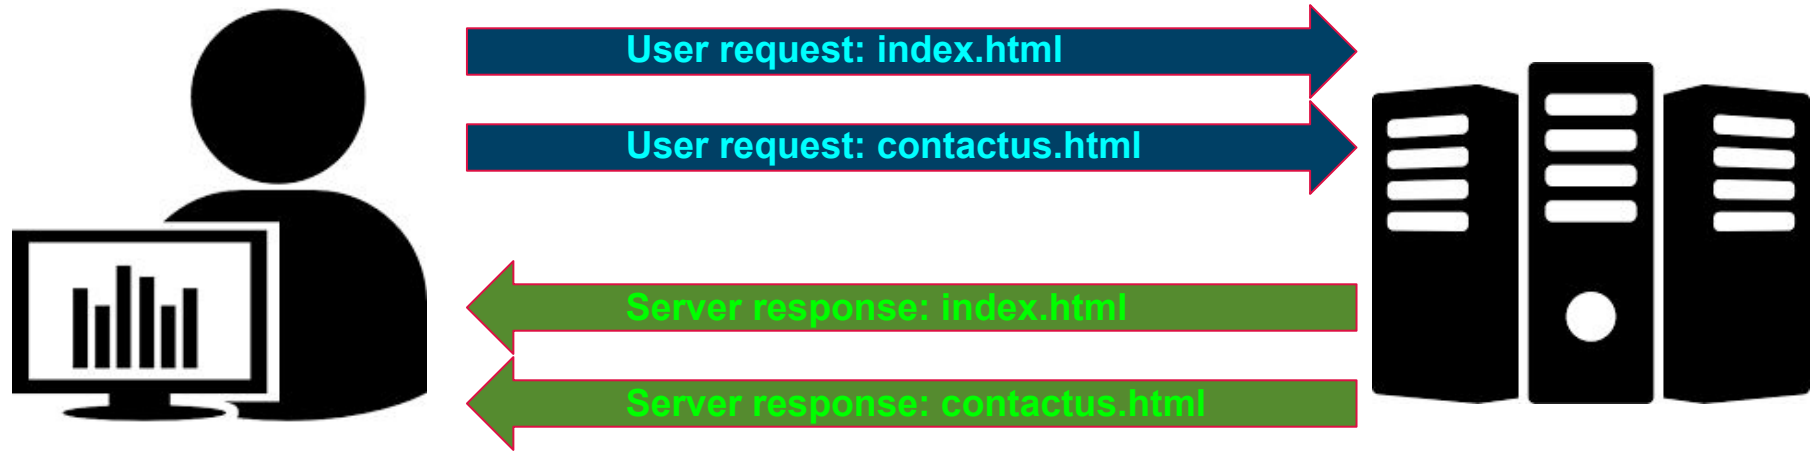 User request: index.html
User request: contactus.html
Server response: index.html
Server response: contactus.html